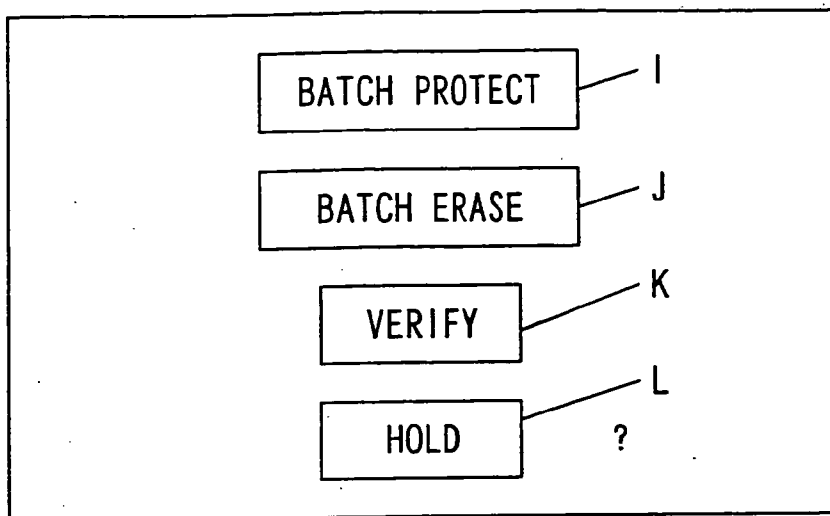 BATCH PROTECT I
BATCH ERASE J
VERIFY K
HOLD L
?